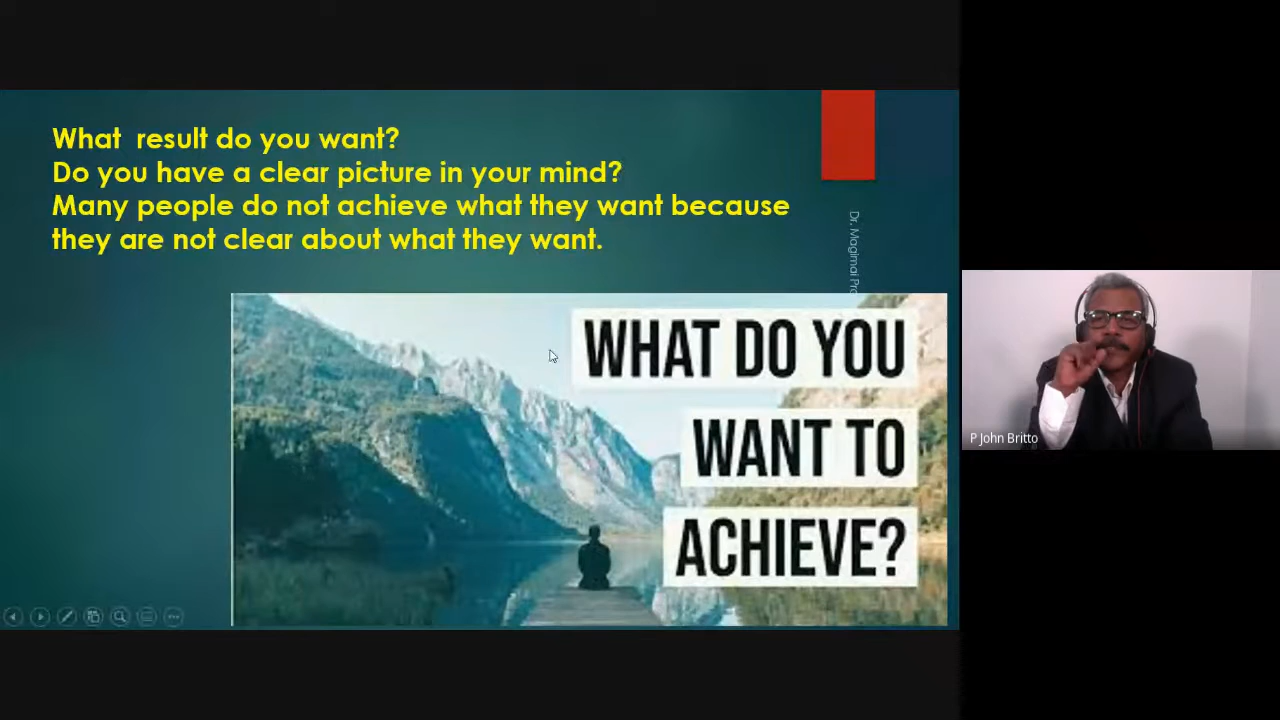 What  result do you want?
Do you have a clear picture in your mind?
Many people do not achieve what they want because
they are not clear about what they want.
Dr. Magimai
WHAT DO YOU
WANT TO
ACHIEVE?
P John Britto